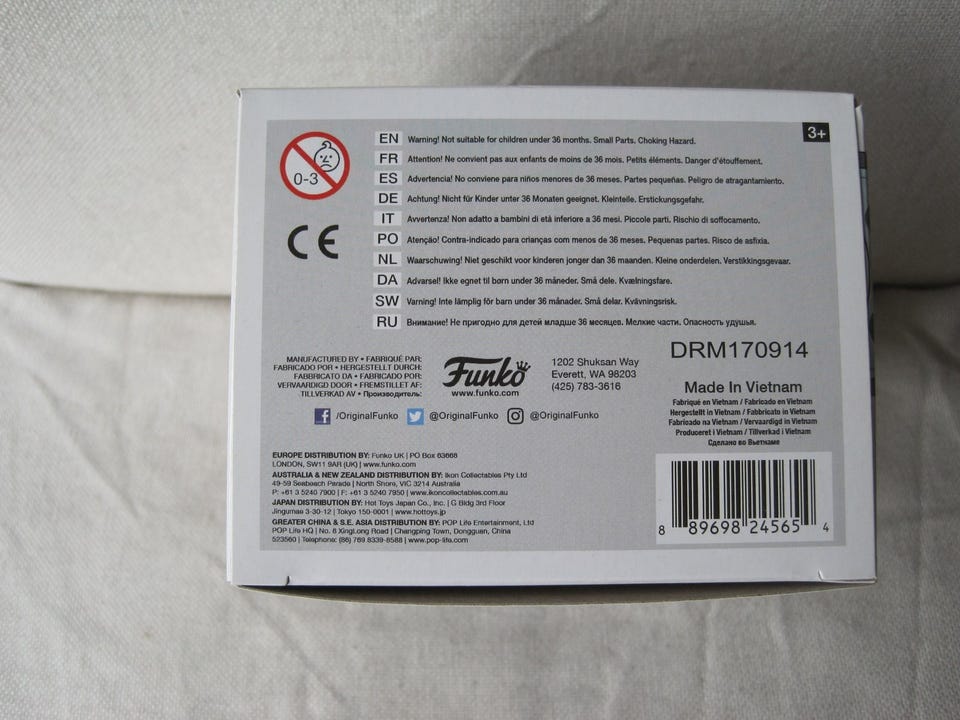 3+
0-3
EN Warning! Not suitable for children under 36 months. Small Parts. Choking Hazard.
FR Attention! Ne convient pas aux enfants de moins de 36 mois. Petits éléments. Danger d'étouffement.
ES Advertencia! No conviene para niños menores de 36 meses. Partes pequeñas. Peligro de atragantamiento.
DE Achtung! Nicht für Kinder unter 36 Monaten geeignet. Kleinteile. Erstickungsgefahr.
IT Avvertenza! Non adatto a bambini di età inferiore a 36 mesi. Piccole parti. Rischio di soffocamento.
PO Atenção! Contra-indicado para crianças com menos de 36 meses. Pequenas partes. Risco de asfixia.
NL Waarschuwing! Niet geschikt voor kinderen jonger dan 36 maanden. Kleine onderdelen. Verstikkingsgevaar.
DA Advarsel! Ikke egnet til børn under 36 måneder. Små dele. Kvælningsfare.
SW Varning! Inte lämplig för barn under 36 månader. Små delar. Kvävningsrisk.
RU Внимание! Не пригодно для детей младше 36 месяцев. Мелкие части. Опасность удушья.
CE
MANUFACTURED BY • FABRIQUÉ PAR:
FABRICADO POR • HERGESTELLT DURCH:
FABBRICATO DA • FABRICADO POR:
VERVAARDIGD DOOR • FREMSTILLET AF:
TILLVERKAD AV • Производитель:
Funko
www.funko.com
1202 Shuksan Way
Everett, WA 98203
(425) 783-3616
/OriginalFunko @OriginalFunko @OriginalFunko
DRM170914
Made In Vietnam
Fabriqué en Vietnam / Fabricado en Vietnam
Hergestellt in Vietnam / Fabbricato in Vietnam
Fabricado na Vietnam / Vervaardigd in Vietnam
Produceret i Vietnam / Tillverkad i Vietnam
Сделано во Вьетнаме
EUROPE DISTRIBUTION BY: Funko UK | PO Box 63668
LONDON, SW11 9AR (UK) | www.funko.com
AUSTRALIA & NEW ZEALAND DISTRIBUTION BY: Ikon Collectables Pty Ltd
49-59 Seabeach Parade | North Shore, VIC 3214 Australia
P: +61 3 5240 7900 | F: +61 3 5240 7950 | www.ikoncollectables.com.au
JAPAN DISTRIBUTION BY: Hot Toys Japan Co., Inc. | G Bldg 3rd Floor
Jingumae 3-30-12 | Tokyo 150-0001 | www.hottoys.jp
GREATER CHINA & S.E. ASIA DISTRIBUTION BY: POP Life Entertainment, Ltd
POP Life HQ | No. 6 XingLong Road | Changping Town, Dongguan, China
523560 | Telephone: (86) 769 8339-8588 | www.pop-life.com
8 89698 24565 4